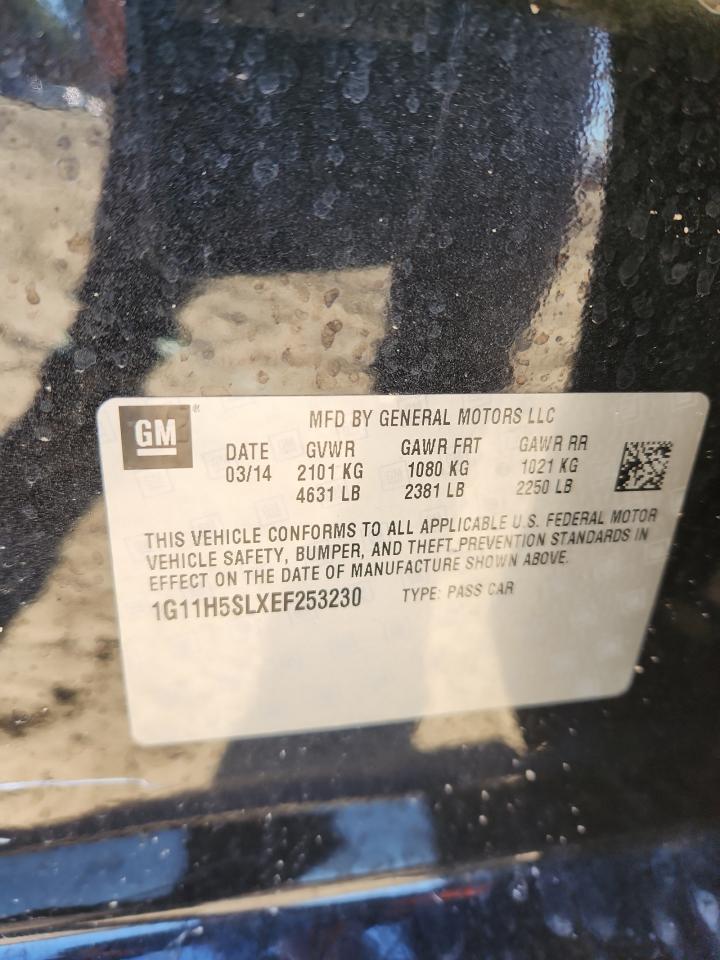 GM ®
MFD BY GENERAL MOTORS LLC
DATE GVWR GAWR FRT GAWR RR
03/14 2101 KG 1080 KG 1021 KG
4631 LB 2381 LB 2250 LB
THIS VEHICLE CONFORMS TO ALL APPLICABLE U.S. FEDERAL MOTOR
VEHICLE SAFETY, BUMPER, AND THEFT PREVENTION STANDARDS IN
EFFECT ON THE DATE OF MANUFACTURE SHOWN ABOVE.
1G11H5SLXEF253230 TYPE: PASS CAR